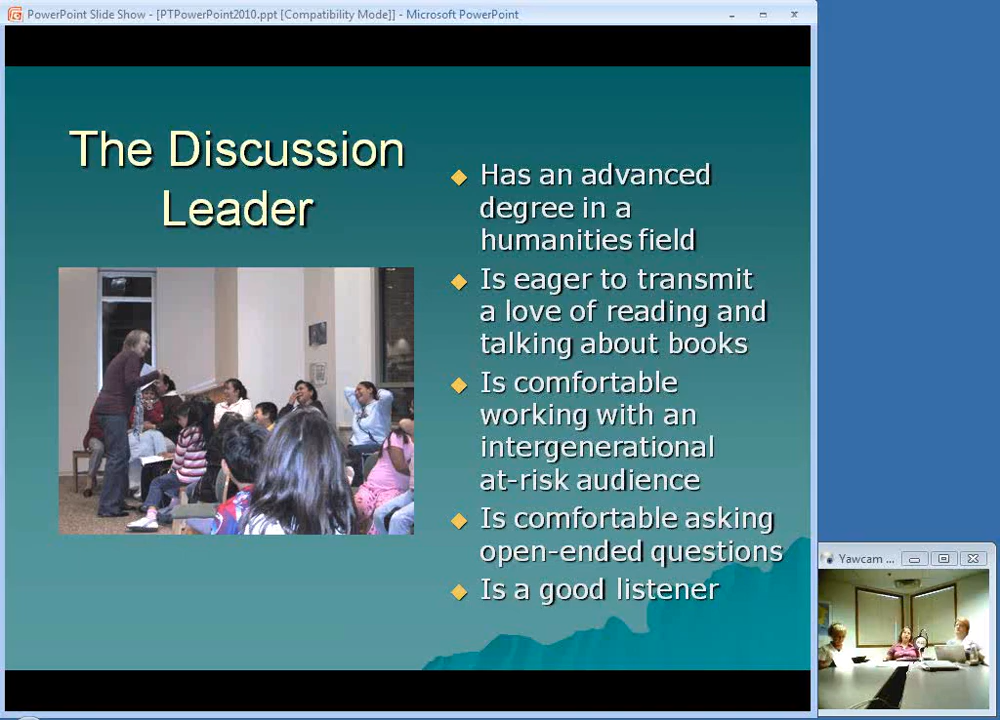 PowerPoint Slide Show - [PTPowerPoint2010.ppt [Compatibility Mode]] - Microsoft PowerPoint
The Discussion
Leader
◆ Has an advanced
degree in a
humanities field
◆ Is eager to transmit
a love of reading and
talking about books
◆ Is comfortable
working with an
intergenerational
at-risk audience
◆ Is comfortable asking
open-ended questions
◆ Is a good listener
Yawcam ...